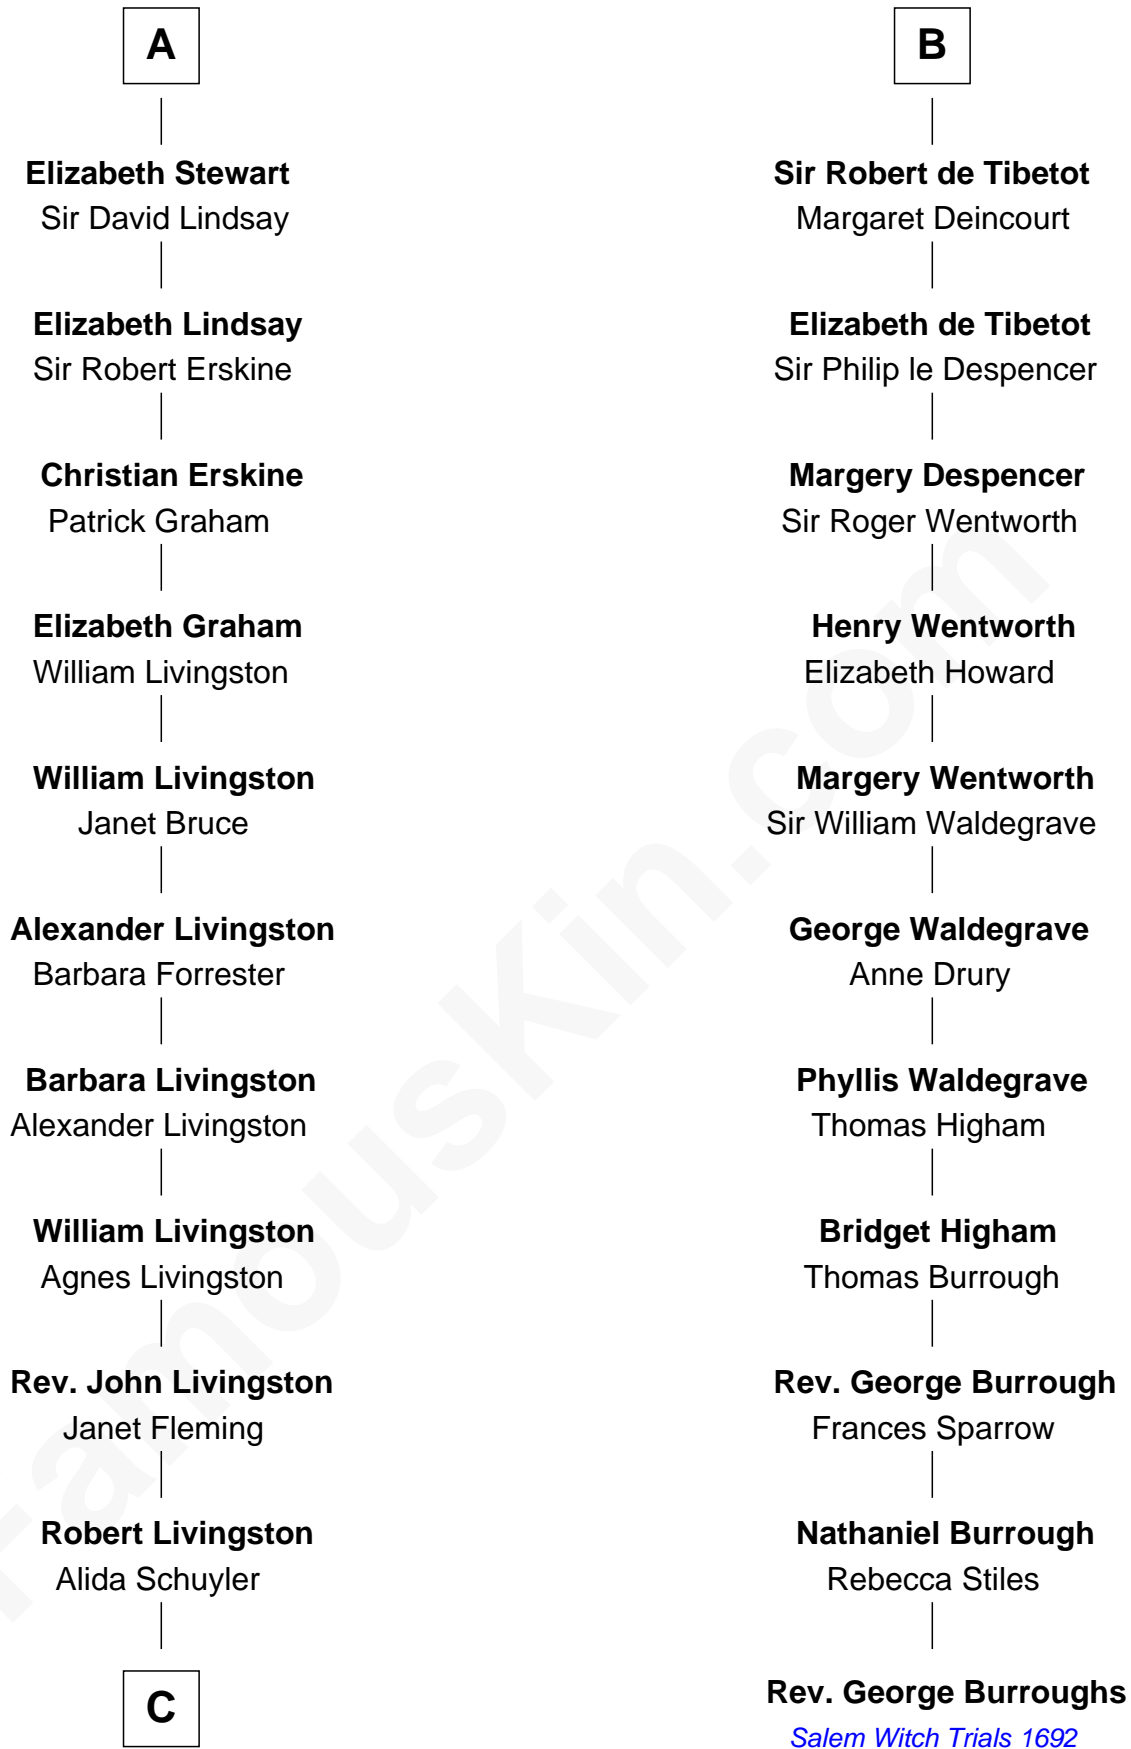 A
Elizabeth Stewart
Sir David Lindsay
Elizabeth Lindsay
Sir Robert Erskine
Christian Erskine
Patrick Graham
Elizabeth Graham
William Livingston
William Livingston
Janet Bruce
Alexander Livingston
Barbara Forrester
Barbara Livingston
Alexander Livingston
William Livingston
Agnes Livingston
Rev. John Livingston
Janet Fleming
Robert Livingston
Alida Schuyler
C
B
Sir Robert de Tibetot
Margaret Deincourt
Elizabeth de Tibetot
Sir Philip le Despencer
Margery Despencer
Sir Roger Wentworth
Henry Wentworth
Elizabeth Howard
Margery Wentworth
Sir William Waldegrave
George Waldegrave
Anne Drury
Phyllis Waldegrave
Thomas Higham
Bridget Higham
Thomas Burrough
Rev. George Burrough
Frances Sparrow
Nathaniel Burrough
Rebecca Stiles
Rev. George Burroughs
Salem Witch Trials 1692
FamousKin.com